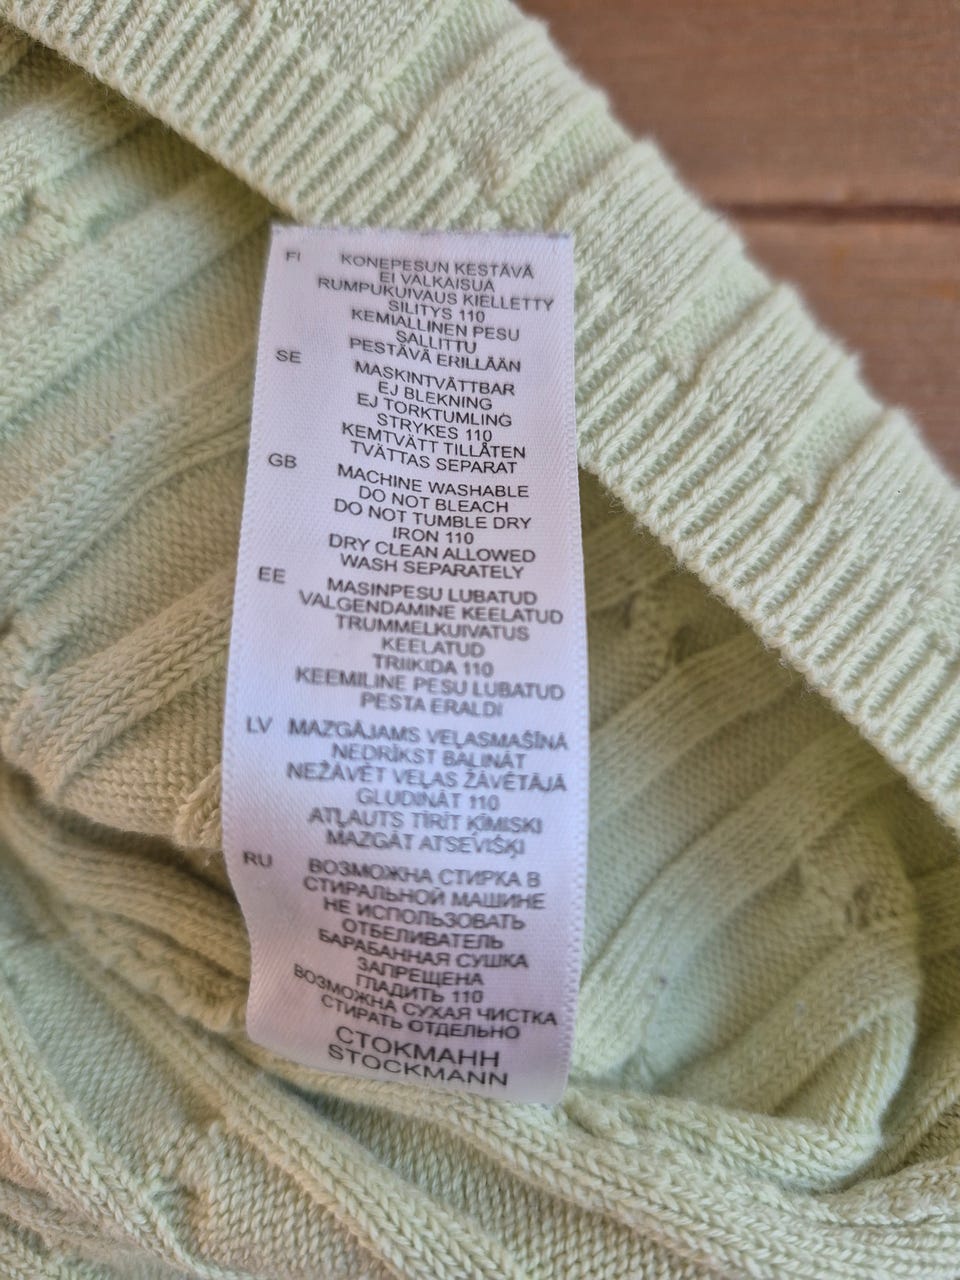 FI KONEPESUN KESTÄVÄ
EI VALKAISUA
RUMPUKUIVAUS KIELLETTY
SILITYS 110
KEMIALLINEN PESU
SALLITTU
PESTÄVÄ ERILLÄÄN
SE MASKINTVÄTTBAR
EJ BLEKNING
EJ TORKTUMLING
STRYKES 110
KEMTVÄTT TILLÅTEN
TVÄTTAS SEPARAT
GB MACHINE WASHABLE
DO NOT BLEACH
DO NOT TUMBLE DRY
IRON 110
DRY CLEAN ALLOWED
WASH SEPARATELY
EE MASINPESU LUBATUD
VALGENDAMINE KEELATUD
TRUMMELKUIVATUS
KEELATUD
TRIIKIDA 110
KEEMILINE PESU LUBATUD
PESTA ERALDI
LV MAZGĀJAMS VEĻASMAŠĪNĀ
NEDRĪKST BALINĀT
NEŽĀVĒT VEĻAS ŽĀVĒTĀJĀ
GLUDINĀT 110
ATĻAUTS TĪRĪT ĶĪMISKI
MAZGĀT ATSEVIŠĶI
RU ВОЗМОЖНА СТИРКА В
СТИРАЛЬНОЙ МАШИНЕ
НЕ ИСПОЛЬЗОВАТЬ
ОТБЕЛИВАТЕЛЬ
БАРАБАННАЯ СУШКА
ЗАПРЕЩЕНА
ГЛАДИТЬ 110
ВОЗМОЖНА СУХАЯ ЧИСТКА
СТИРАТЬ ОТДЕЛЬНО
СТОКМАНН
STOCKMANN